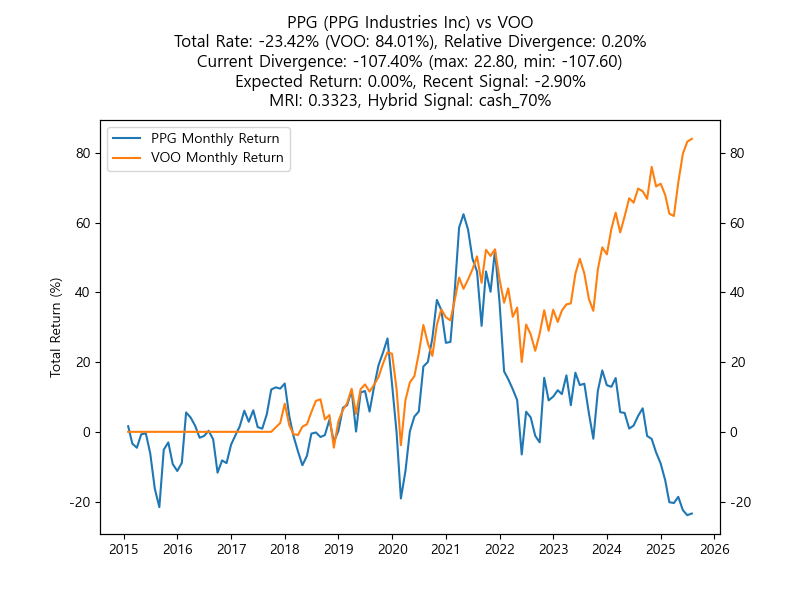 PPG (PPG Industries Inc) vs VOO
Total Rate: -23.42% (VOO: 84.01%), Relative Divergence: 0.20%
Current Divergence: -107.40% (max: 22.80, min: -107.60)
Expected Return: 0.00%, Recent Signal: -2.90%
MRI: 0.3323, Hybrid Signal: cash_70%
PPG Monthly Return
VOO Monthly Return
Total Return (%)
80
60
40
20
0
-20
80
60
40
20
0
-20
2015 2016 2017 2018 2019 2020 2021 2022 2023 2024 2025 2026